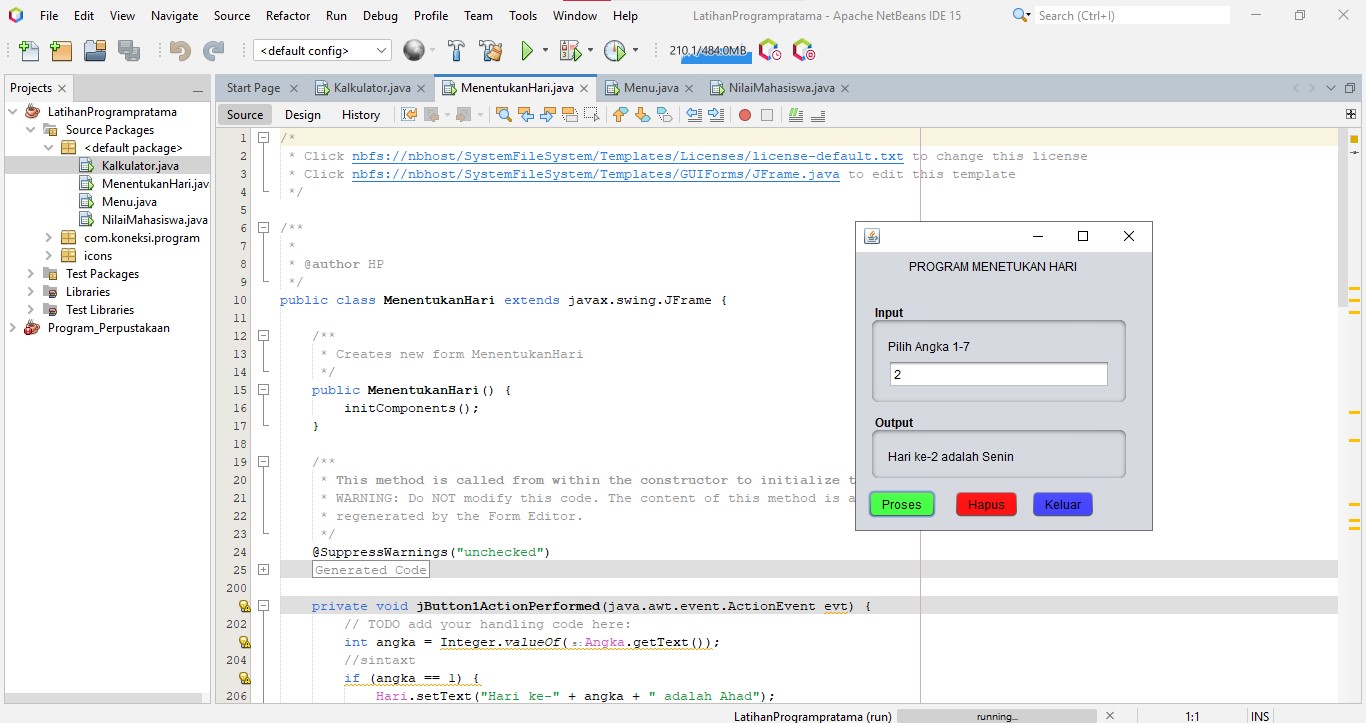 File Edit View Navigate Source Refactor Run Debug Profile Team Tools Window Help
LatihanProgrampratama - Apache NetBeans IDE 15
Search (Ctrl+I)
<default config>
210.1/484.0MB
Projects
Start Page
Kalkulator.java
MenentukanHari.java
Menu.java
NilaiMahasiswa.java
LatihanProgrampratama
Source Packages
<default package>
Kalkulator.java
MenentukanHari.jav
Menu.java
NilaiMahasiswa.java
com.koneksi.program
icons
Test Packages
Libraries
Test Libraries
Program_Perpustakaan
Source Design History
1 /*
2 * Click nbfs://nbhost/SystemFileSystem/Templates/Licenses/license-default.txt to change this license
3 * Click nbfs://nbhost/SystemFileSystem/Templates/GUIForms/JFrame.java to edit this template
4 */
5
6 /**
7 *
8 * @author HP
9 */
10 public class MenentukanHari extends javax.swing.JFrame {
11
12 /**
13 * Creates new form MenentukanHari
14 */
15 public MenentukanHari() {
16 initComponents();
17 }
18
19 /**
20 * This method is called from within the constructor to initialize t
21 * WARNING: Do NOT modify this code. The content of this method is a
22 * regenerated by the Form Editor.
23 */
24 @SuppressWarnings("unchecked")
25 Generated Code
200
private void jButton1ActionPerformed(java.awt.event.ActionEvent evt) {
202 // TODO add your handling code here:
int angka = Integer.valueOf(s:Angka.getText());
204 //sintaxt
if (angka == 1) {
206 Hari.setText("Hari ke-" + angka + " adalah Ahad");
PROGRAM MENETUKAN HARI
Input
Pilih Angka 1-7
2
Output
Hari ke-2 adalah Senin
Proses Hapus Keluar
LatihanProgrampratama (run)
running...
1:1
INS